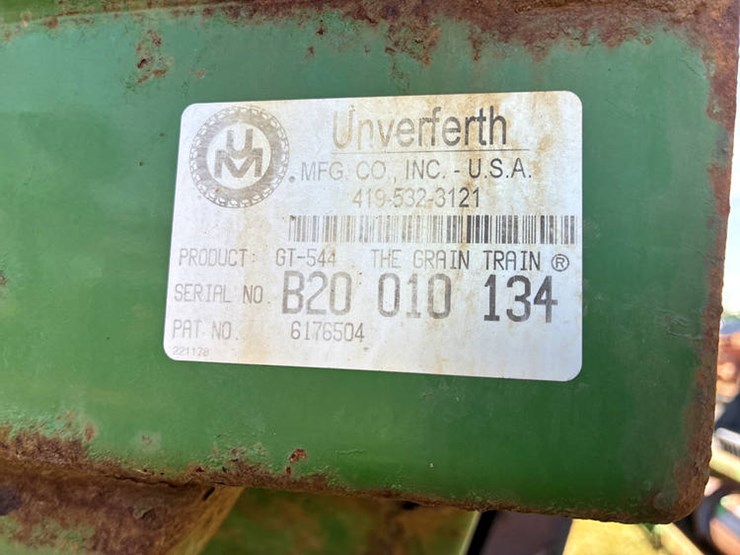 UM
Unverferth
MFG. CO., INC. - U.S.A.
419-532-3121
PRODUCT: GT-544 THE GRAIN TRAIN ®
SERIAL NO. B20 010 134
PAT NO. 6176504
221178